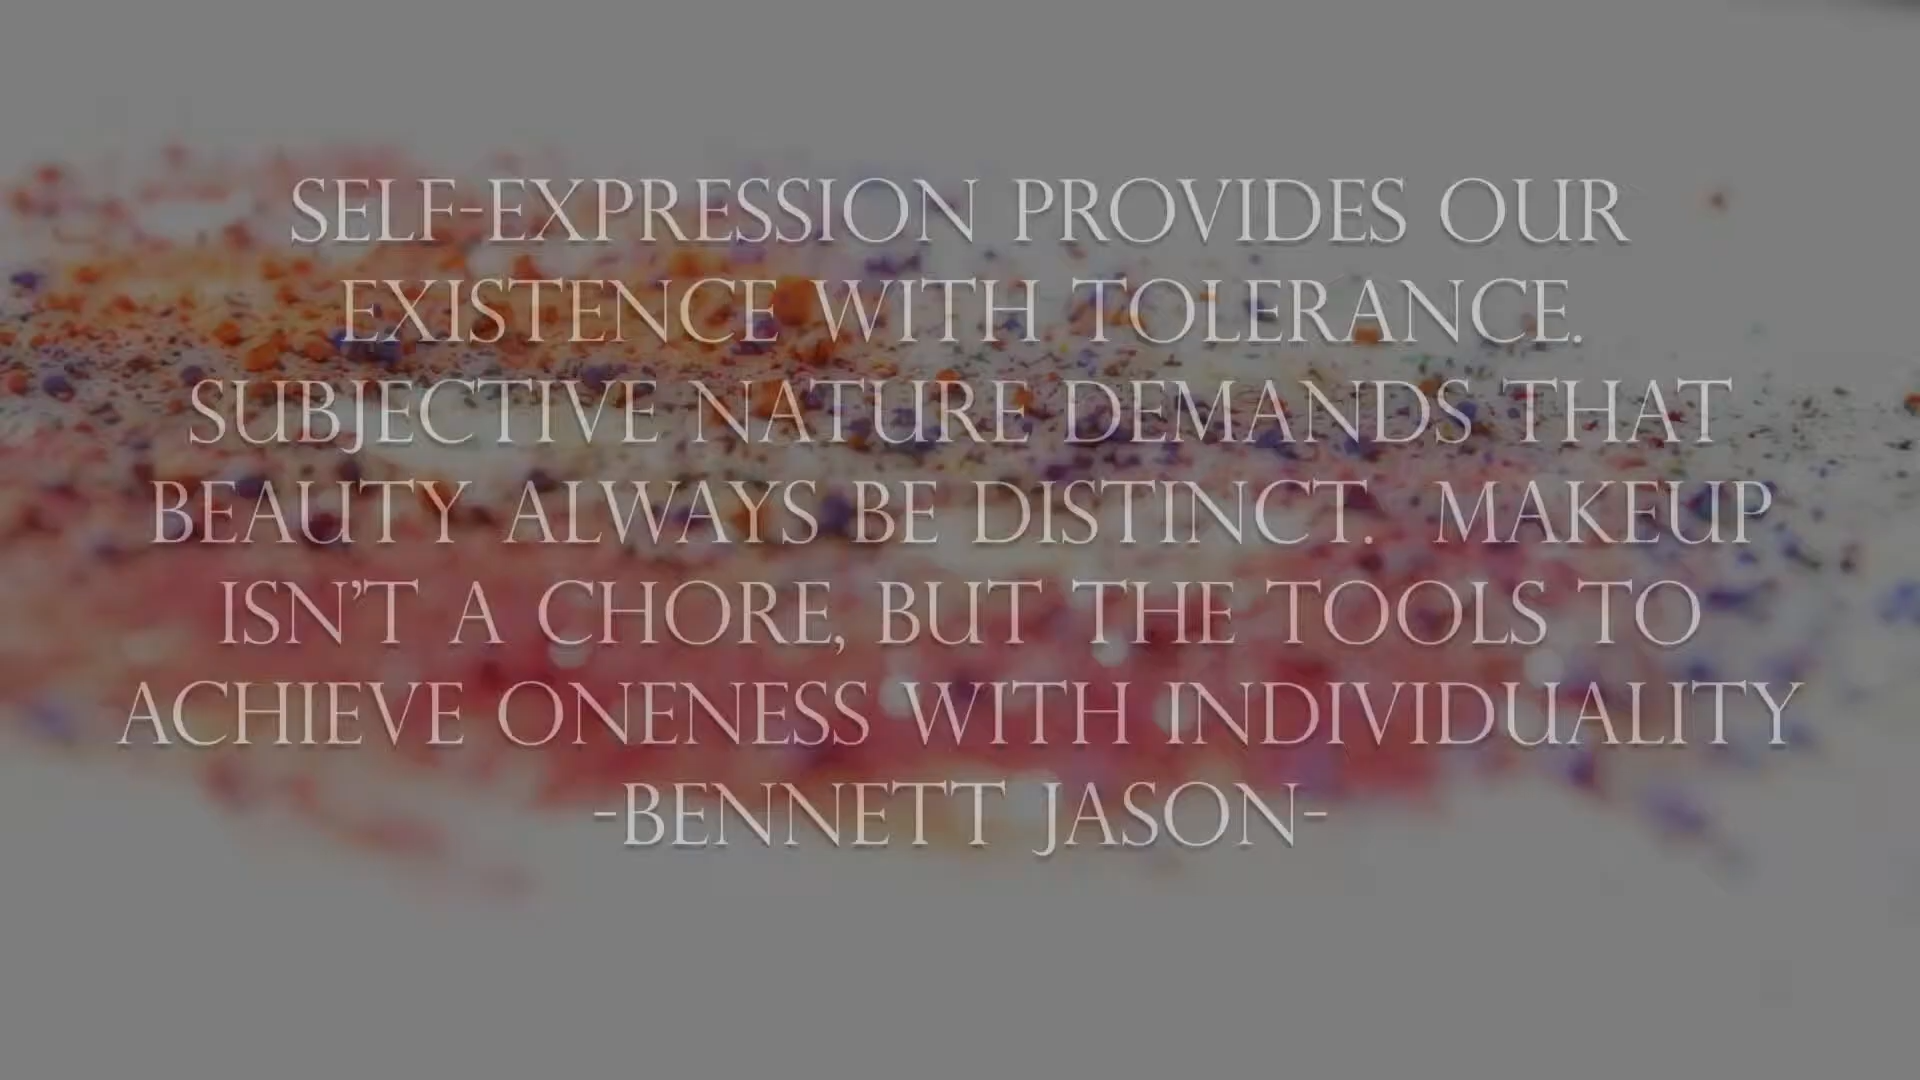 SELF-EXPRESSION PROVIDES OUR
EXISTENCE WITH TOLERANCE.
SUBJECTIVE NATURE DEMANDS THAT
BEAUTY ALWAYS BE DISTINCT. MAKEUP
ISN'T A CHORE, BUT THE TOOLS TO
ACHIEVE ONENESS WITH INDIVIDUALITY
-BENNETT JASON-